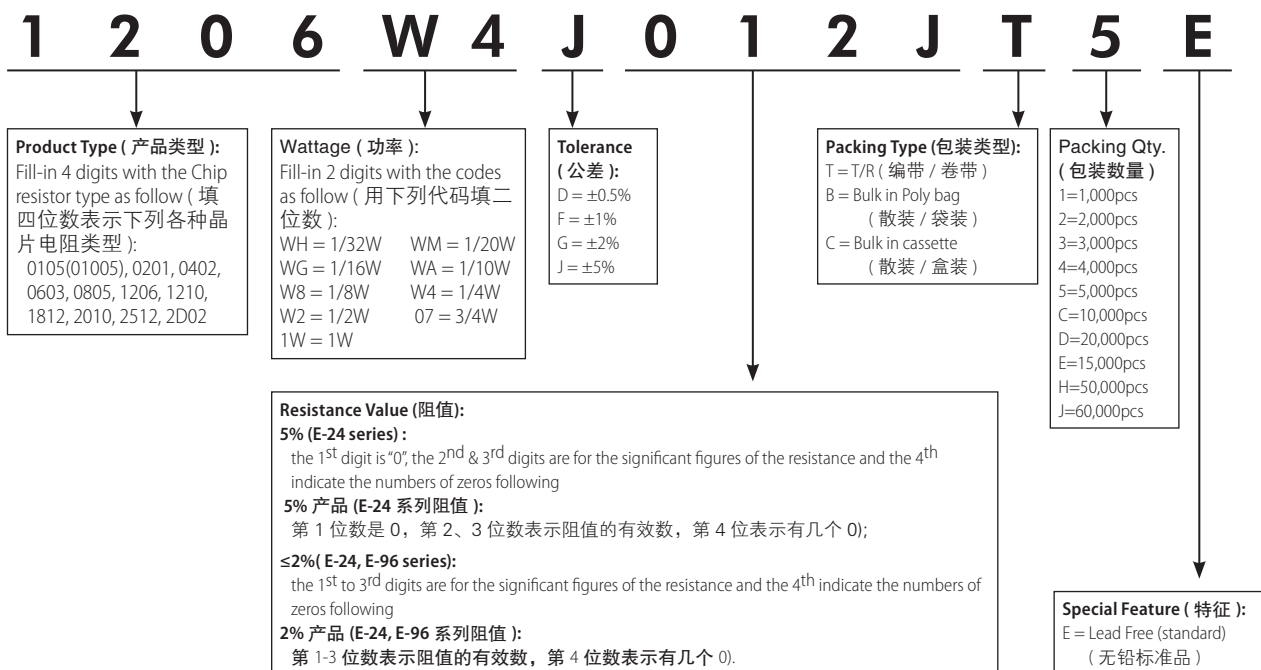 1 2 0 6 W 4 J 0 1 2 J T 5 E
Product Type ( 产品类型 ):
Fill-in 4 digits with the Chip
resistor type as follow ( 填
四位数表示下列各种晶
片电阻类型 ):
0105(01005), 0201, 0402,
0603, 0805, 1206, 1210,
1812, 2010, 2512, 2D02
Wattage ( 功率 ):
Fill-in 2 digits with the codes
as follow ( 用下列代码填二
位数 ):
WH = 1/32W WM = 1/20W
WG = 1/16W WA = 1/10W
W8 = 1/8W W4 = 1/4W
W2 = 1/2W 07 = 3/4W
1W = 1W
Tolerance
( 公差 ):
D = ±0.5%
F = ±1%
G = ±2%
J = ±5%
Packing Type (包装类型):
T = T/R ( 编带 / 卷带 )
B = Bulk in Poly bag
( 散装 / 袋装 )
C = Bulk in cassette
( 散装 / 盒装 )
Packing Qty.
( 包装数量 )
1=1,000pcs
2=2,000pcs
3=3,000pcs
4=4,000pcs
5=5,000pcs
C=10,000pcs
D=20,000pcs
E=15,000pcs
H=50,000pcs
J=60,000pcs
Resistance Value (阻值):
5% (E-24 series) :
the 1st digit is “0”, the 2nd & 3rd digits are for the significant figures of the resistance and the 4th
indicate the numbers of zeros following
5% 产品 (E-24 系列阻值 ):
第 1 位数是 0，第 2、3 位数表示阻值的有效数，第 4 位表示有几个 0);
≤2%( E-24, E-96 series):
the 1st to 3rd digits are for the significant figures of the resistance and the 4th indicate the numbers of
zeros following
2% 产品 (E-24, E-96 系列阻值 ):
第 1-3 位数表示阻值的有效数，第 4 位数表示有几个 0).
Special Feature ( 特征 ):
E = Lead Free (standard)
( 无铅标准品 )